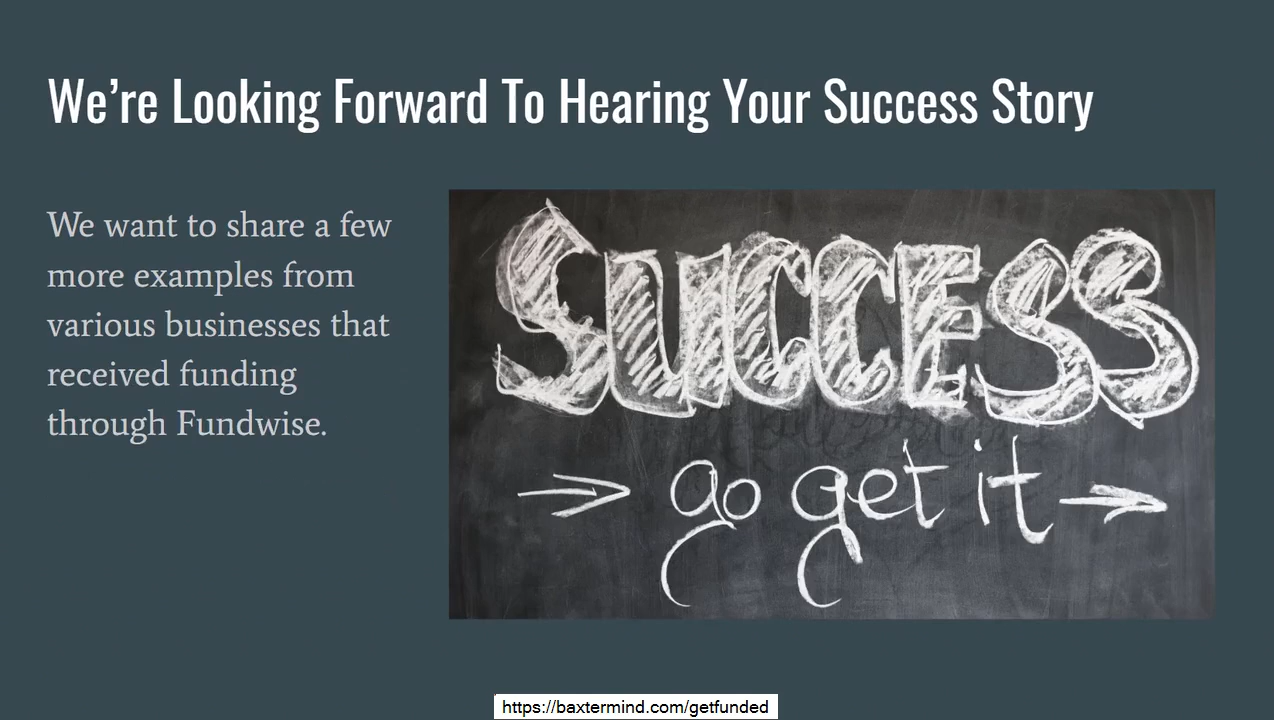 We're Looking Forward To Hearing Your Success Story
We want to share a few
more examples from
various businesses that
received funding
through Fundwise.
SUCCESS
→ go get it →
https://baxtermind.com/getfunded